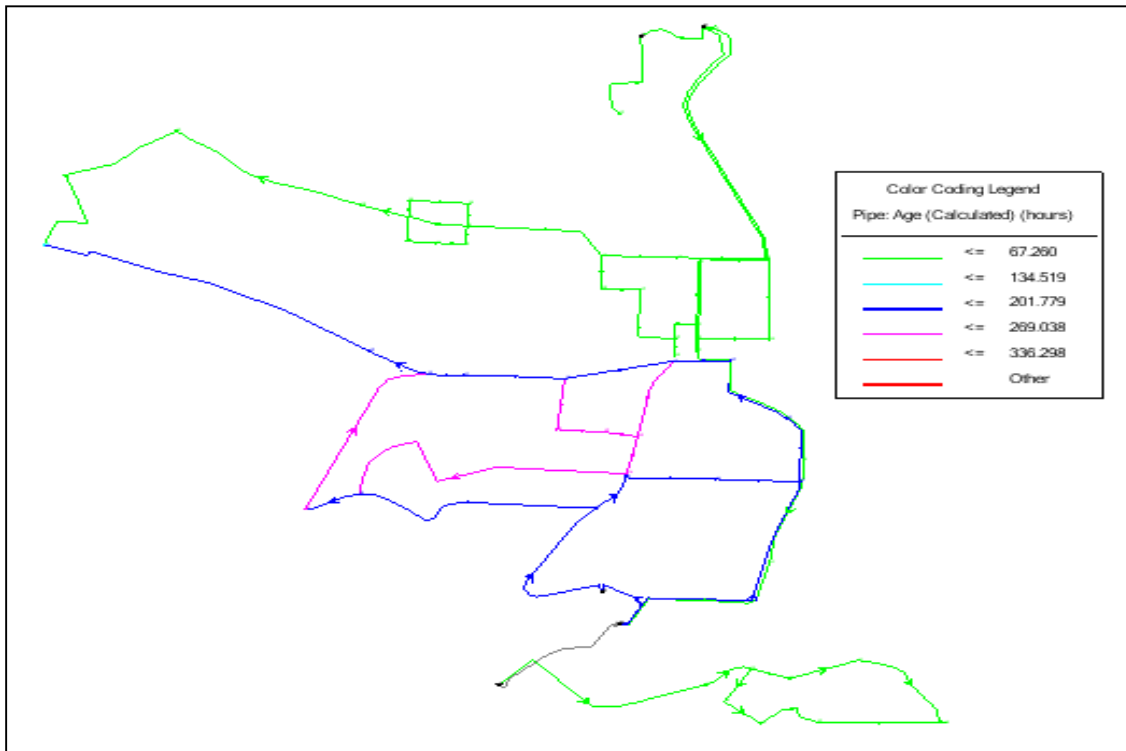 Color Coding Legend
Pipe: Age (Calculated) (hours)
<= 67.260
<= 134.519
<= 201.779
<= 269.038
<= 336.298
Other